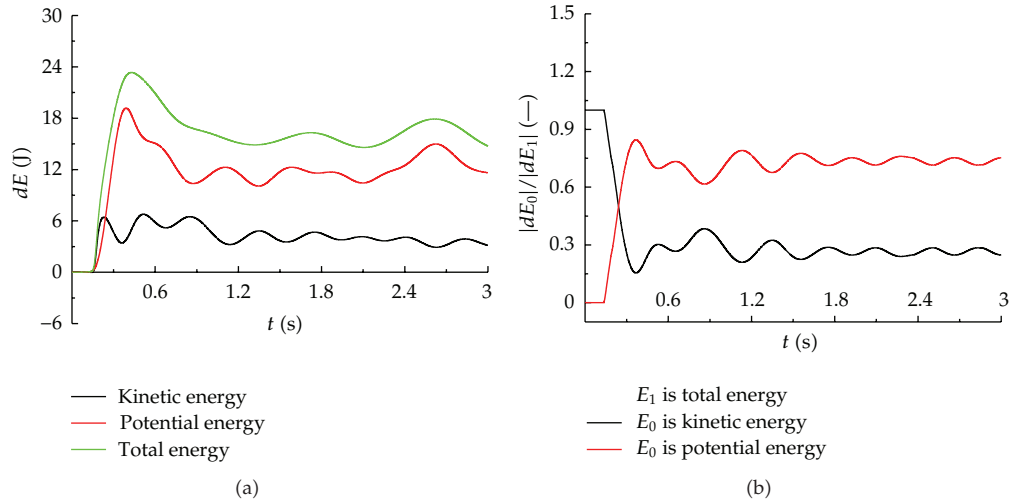 30
24
18
12
6
0
−6
dE (J)
0.6
1.2
1.8
2.4
3
t (s)
Kinetic energy
Potential energy
Total energy
(a)
1.5
1.2
0.9
0.6
0.3
0
|dE₀|/|dE₁| (—)
0.6
1.2
1.8
2.4
3
t (s)
E₁ is total energy
E₀ is kinetic energy
E₀ is potential energy
(b)